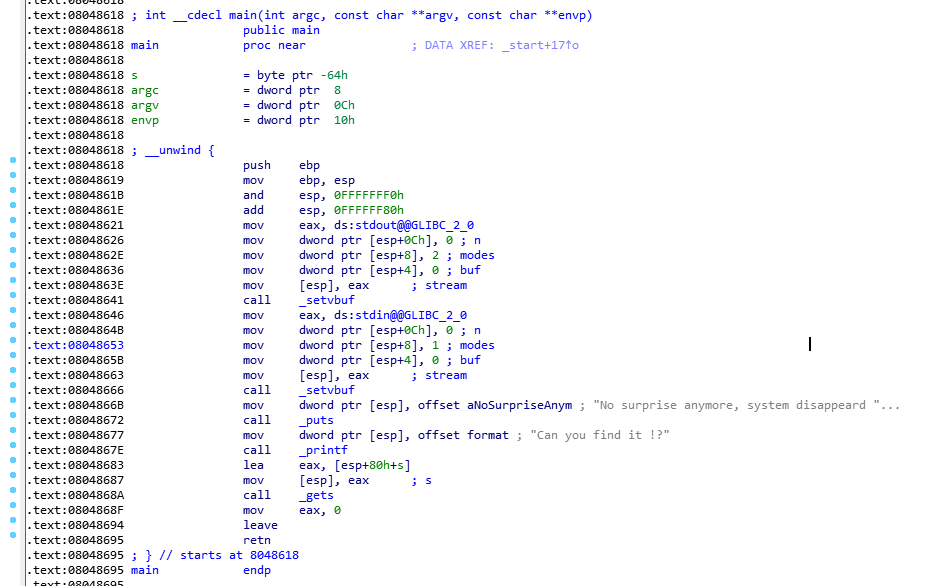 .text:08048618
.text:08048618 ; int __cdecl main(int argc, const char **argv, const char **envp)
.text:08048618 public main
.text:08048618 main proc near ; DATA XREF: _start+17↑o
.text:08048618
.text:08048618 s = byte ptr -64h
.text:08048618 argc = dword ptr 8
.text:08048618 argv = dword ptr 0Ch
.text:08048618 envp = dword ptr 10h
.text:08048618
.text:08048618 ; __unwind {
.text:08048618 push ebp
.text:08048619 mov ebp, esp
.text:0804861B and esp, 0FFFFFFF0h
.text:0804861E add esp, 0FFFFFF80h
.text:08048621 mov eax, ds:stdout@@GLIBC_2_0
.text:08048626 mov dword ptr [esp+0Ch], 0 ; n
.text:0804862E mov dword ptr [esp+8], 2 ; modes
.text:08048636 mov dword ptr [esp+4], 0 ; buf
.text:0804863E mov [esp], eax ; stream
.text:08048641 call _setvbuf
.text:08048646 mov eax, ds:stdin@@GLIBC_2_0
.text:0804864B mov dword ptr [esp+0Ch], 0 ; n
.text:08048653 mov dword ptr [esp+8], 1 ; modes
.text:0804865B mov dword ptr [esp+4], 0 ; buf
.text:08048663 mov [esp], eax ; stream
.text:08048666 call _setvbuf
.text:0804866B mov dword ptr [esp], offset aNoSurpriseAnym ; "No surprise anymore, system disappeard "...
.text:08048672 call _puts
.text:08048677 mov dword ptr [esp], offset format ; "Can you find it !?"
.text:0804867E call _printf
.text:08048683 lea eax, [esp+80h+s]
.text:08048687 mov [esp], eax ; s
.text:0804868A call _gets
.text:0804868F mov eax, 0
.text:08048694 leave
.text:08048695 retn
.text:08048695 ; } // starts at 8048618
.text:08048695 main endp
.text:08048695